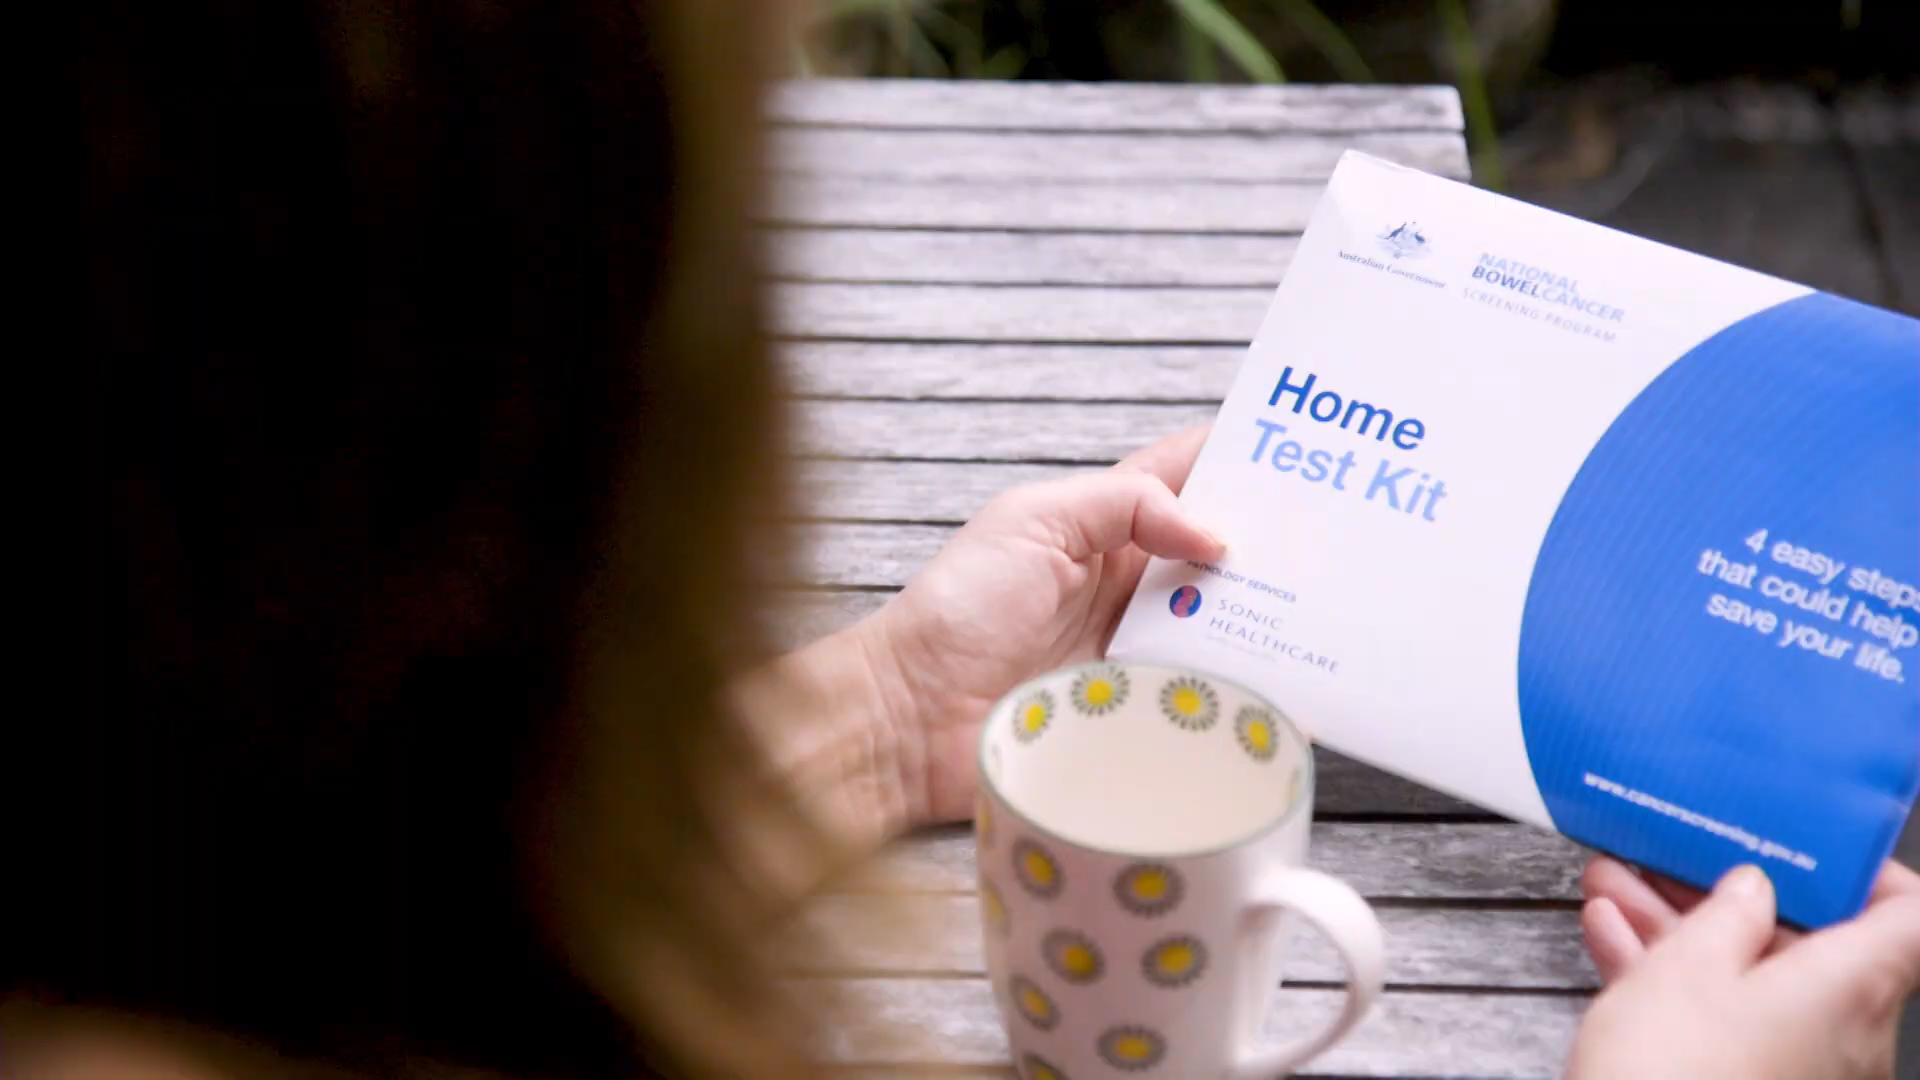 Australian Government
NATIONAL
BOWELCANCER
SCREENING PROGRAM
Home
Test Kit
4 easy steps
that could help
save your life.
PATHOLOGY SERVICES
SONIC
HEALTHCARE
www.cancerscreening.gov.au